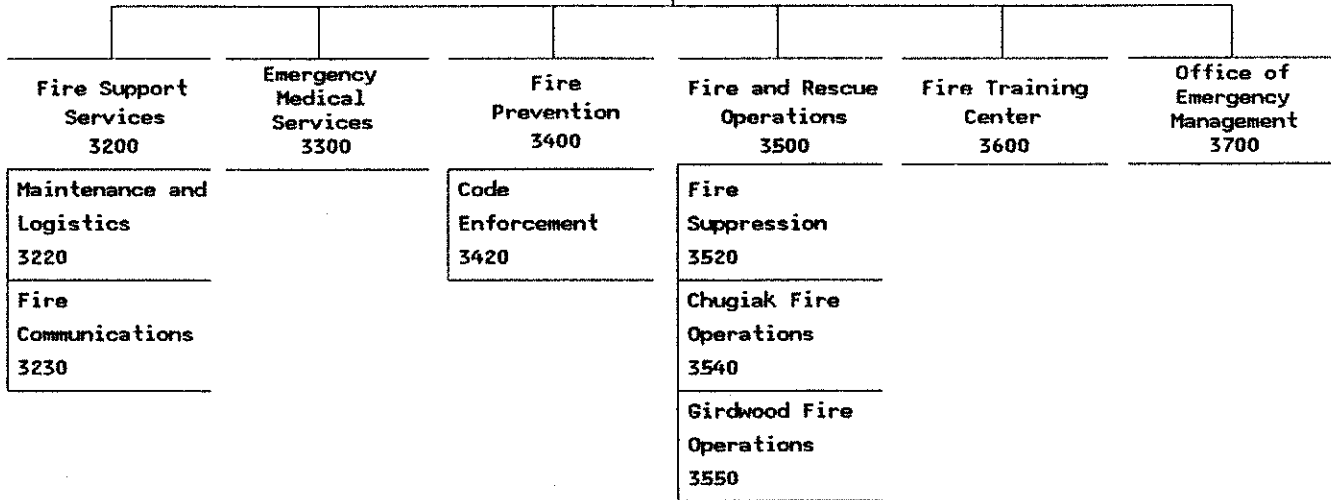 Fire Support
Services
3200
Emergency
Medical
Services
3300
Fire
Prevention
3400
Fire and Rescue
Operations
3500
Fire Training
Center
3600
Office of
Emergency
Management
3700
Maintenance and
Logistics
3220
Fire
Communications
3230
Code
Enforcement
3420
Fire
Suppression
3520
Chugiak Fire
Operations
3540
Girdwood Fire
Operations
3550